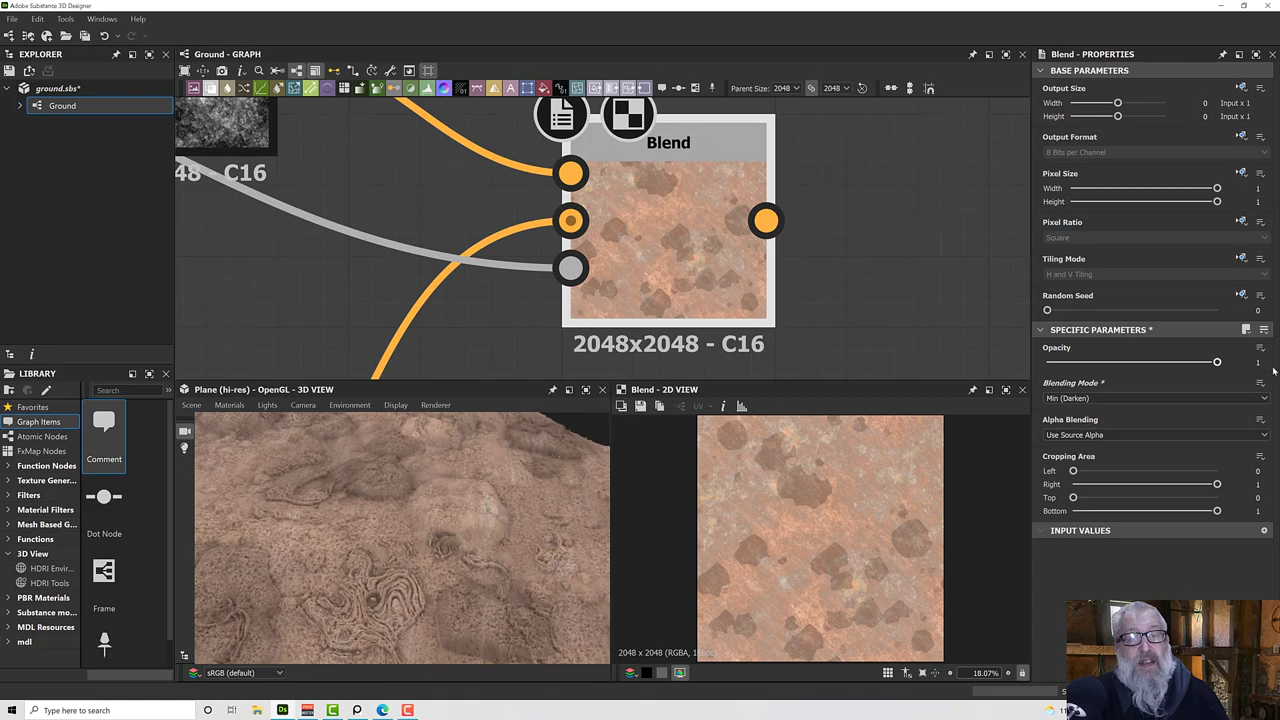 Adobe Substance 3D Designer
File Edit Tools Windows Help
EXPLORER
ground.sbs*
Ground
Ground - GRAPH
Parent Size: 2048 2048
48 - C16
Blend
2048x2048 - C16
LIBRARY
Search
Favorites
Graph Items
Atomic Nodes
FxMap Nodes
Function Nodes
Texture Gener...
Filters
Material Filters
Mesh Based G...
Functions
3D View
HDRI Envir...
HDRI Tools
PBR Materials
Substance mo...
MDL Resources
mdl
Comment
Dot Node
Frame
Plane (hi-res) - OpenGL - 3D VIEW
Scene Materials Lights Camera Environment Display Renderer
sRGB (default)
Blend - 2D VIEW
UV
18.07%
Blend - PROPERTIES
BASE PARAMETERS
Output Size
Width 0 Input x 1
Height 0 Input x 1
Output Format
8 Bits per Channel
Pixel Size
Width 1
Height 1
Pixel Ratio
Square
Tiling Mode
H and V Tiling
Random Seed
0
SPECIFIC PARAMETERS *
Opacity
1
Blending Mode *
Min (Darken)
Alpha Blending
Use Source Alpha
Cropping Area
Left 0
Right 1
Top 0
Bottom 1
INPUT VALUES
Type here to search